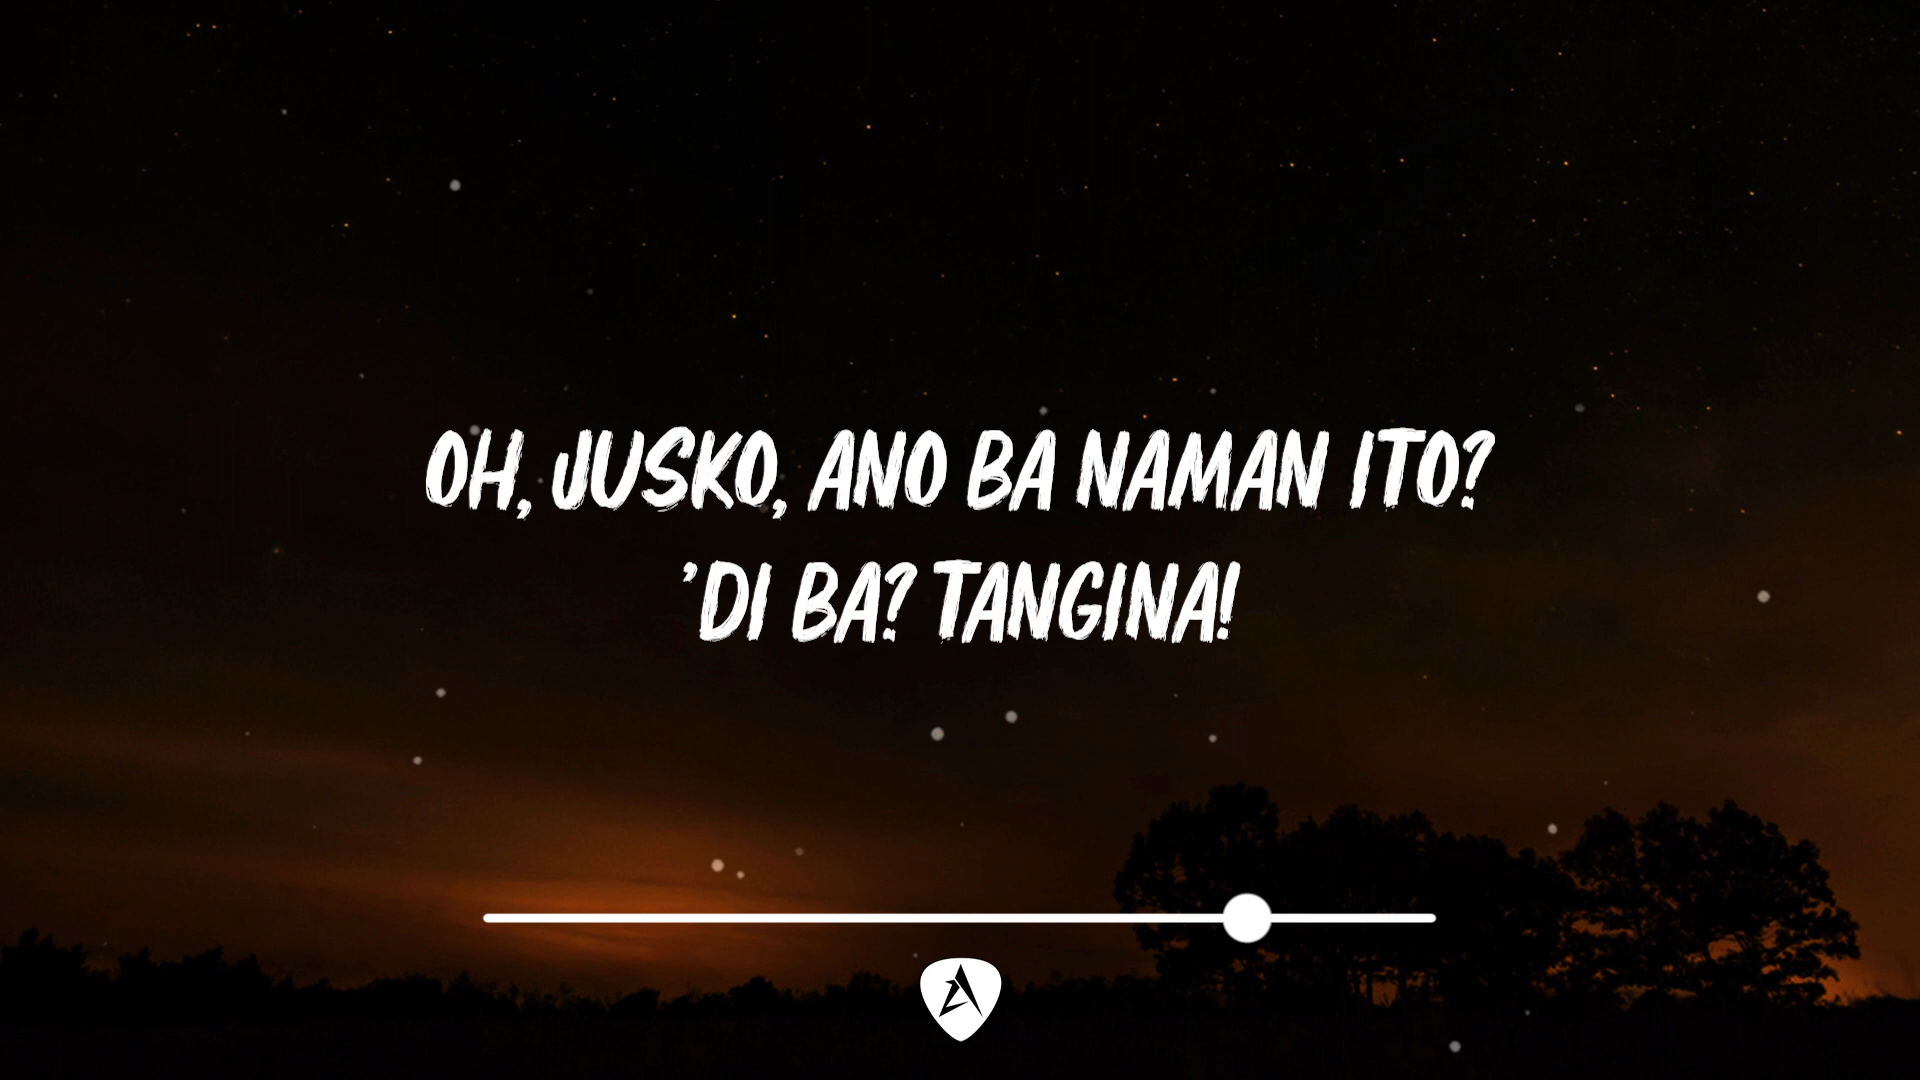 OH, JUSKO, ANO BA NAMAN ITO?
'DI BA? TANGINA!